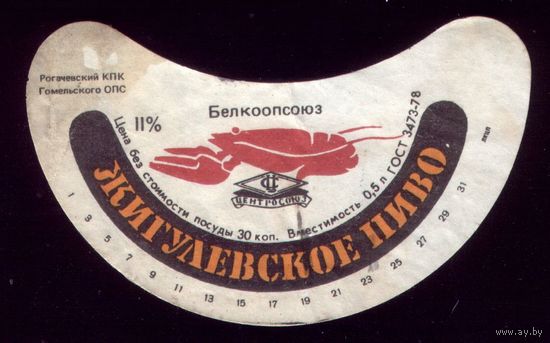 Рогачевский КПК
Гомельского ОПС
Белкоопсоюз
11%
ЦЕНТРОСОЮЗ
Цена без стоимости посуды 30 коп. Вместимость 0,5 л ГОСТ 3473-78
ЖИГУЛЕВСКОЕ ПИВО
1 3 5 7 9 11 13 15 17 19 21 23 25 27 29 31
© www.ay.by